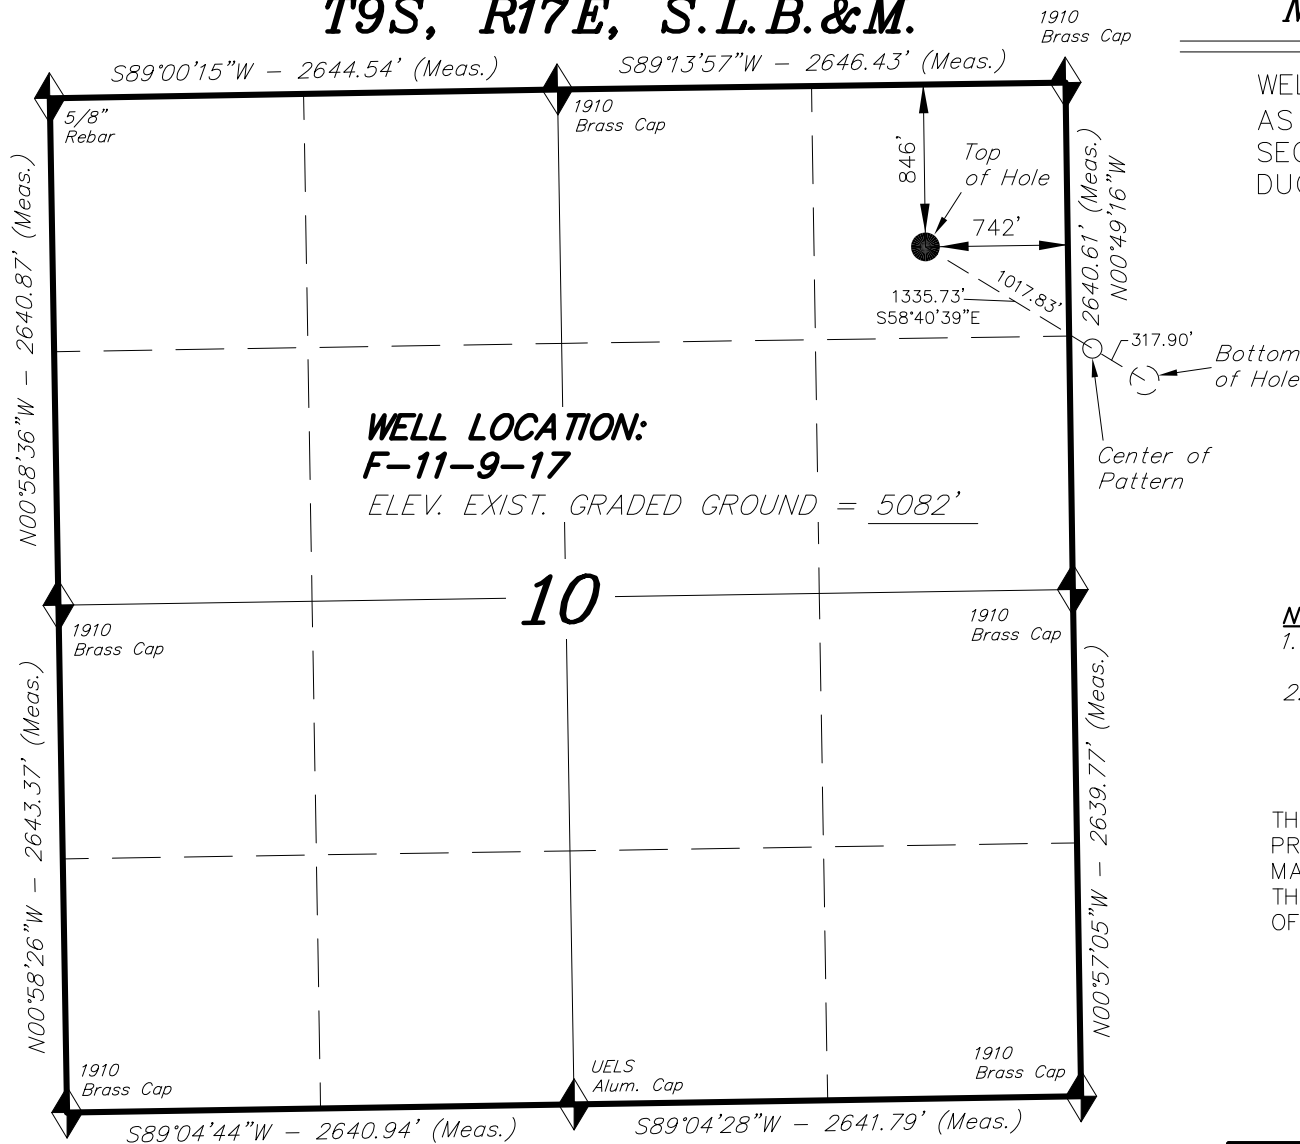 T9S, R17E, S.L.B.&M.
1910
Brass Cap
S89°00'15"W - 2644.54' (Meas.)
S89°13'57"W - 2646.43' (Meas.)
WEL
AS
SEC
DUC
5/8"
Rebar
1910
Brass Cap
846'
Top
of Hole
742'
2640.61' (Meas.)
N00°49'16"W
N00°58'36"W - 2640.87' (Meas.)
1335.73'
S58°40'39"E
1017.83'
317.90'
Bottom
of Hole
Center of
Pattern
WELL LOCATION:
F-11-9-17
ELEV. EXIST. GRADED GROUND = 5082'
10
1910
Brass Cap
1910
Brass Cap
N
1.
2.
N00°58'26"W - 2643.37' (Meas.)
N00°57'05"W - 2639.77' (Meas.)
TH
PR
MA
TH
OF
1910
Brass Cap
UELS
Alum. Cap
1910
Brass Cap
S89°04'44"W - 2640.94' (Meas.)
S89°04'28"W - 2641.79' (Meas.)